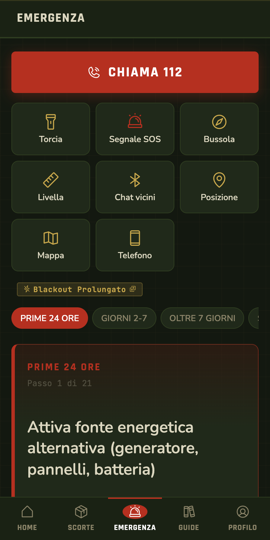 EMERGENZA
CHIAMA 112
Torcia
Segnale SOS
Bussola
Livella
Chat vicini
Posizione
Mappa
Telefono
Blackout Prolungato
PRIME 24 ORE
GIORNI 2-7
OLTRE 7 GIORNI
PRIME 24 ORE
Passo 1 di 21
Attiva fonte energetica
alternativa (generatore,
pannelli, batteria)
HOME
SCORTE
EMERGENZA
GUIDE
PROFILO